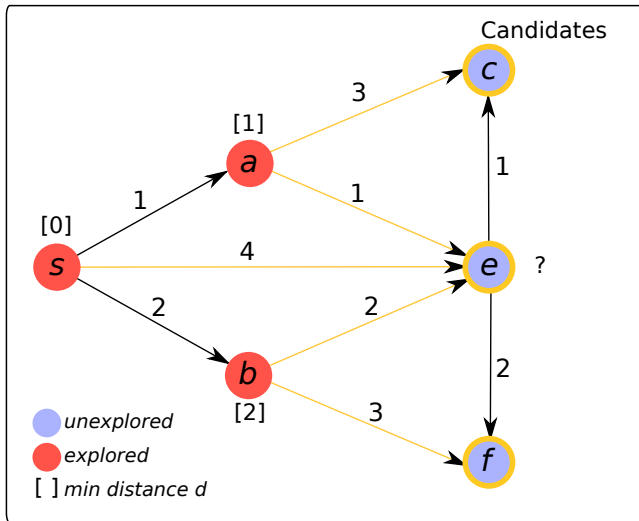 Candidates
c
3
[1]
a
1
1
1
[0]
s
4
e
?
2
2
2
b
3
[2]
f
unexplored
explored
[ ] min distance d